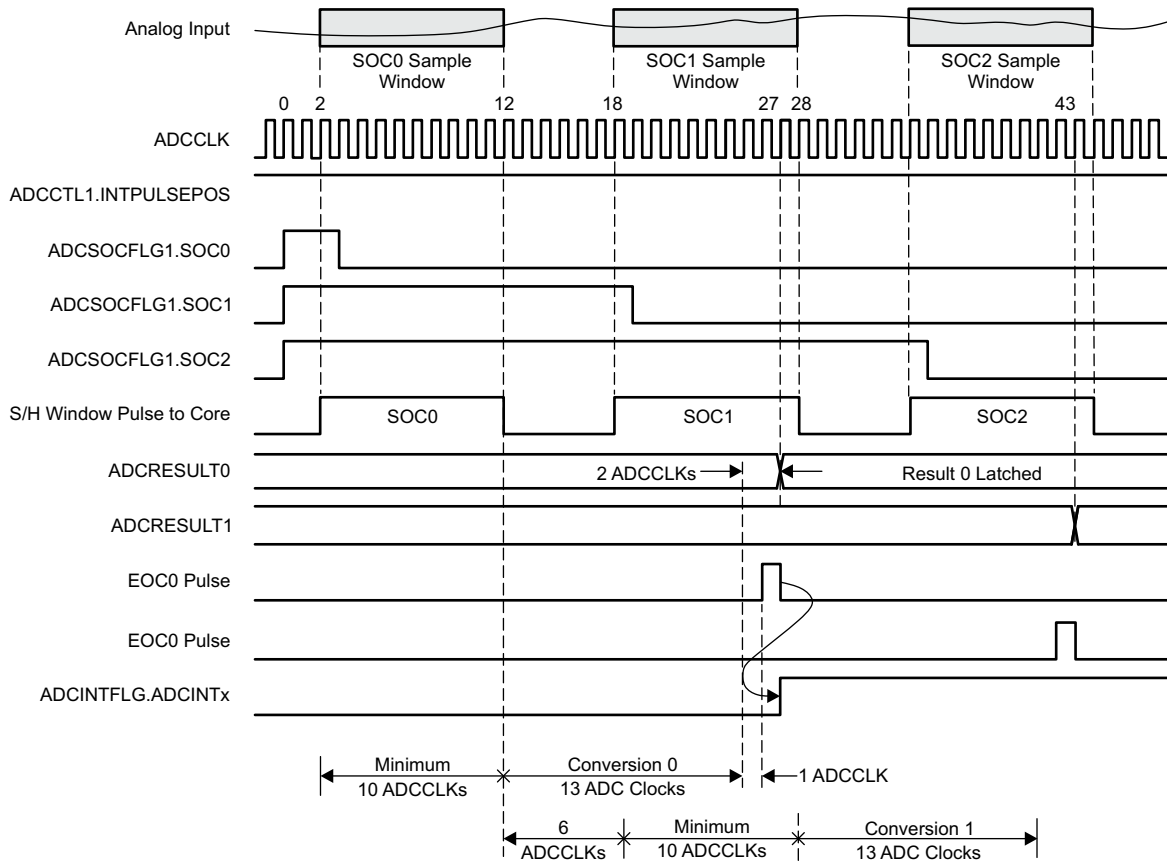 Analog Input
SOC0 Sample
Window
SOC1 Sample
Window
SOC2 Sample
Window
0 2 12 18 27 28 43
ADCCLK
ADCCTL1.INTPULSEPOS
ADCSOCFLG1.SOC0
ADCSOCFLG1.SOC1
ADCSOCFLG1.SOC2
S/H Window Pulse to Core
SOC0
SOC1
SOC2
ADCRESULT0
2 ADCCLKs
Result 0 Latched
ADCRESULT1
EOC0 Pulse
EOC0 Pulse
ADCINTFLG.ADCINTx
Minimum
10 ADCCLKs
Conversion 0
13 ADC Clocks
1 ADCCLK
6
ADCCLKs
Minimum
10 ADCCLKs
Conversion 1
13 ADC Clocks